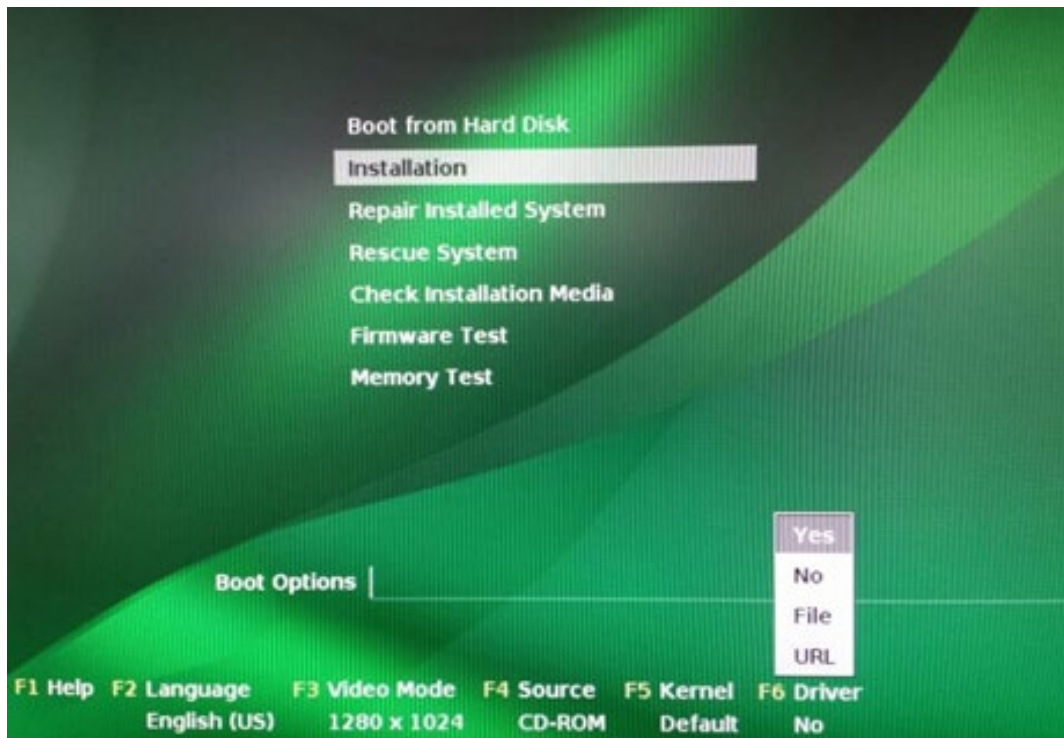 Boot from Hard Disk
Installation
Repair Installed System
Rescue System
Check Installation Media
Firmware Test
Memory Test
Boot Options
Yes
No
File
URL
F1 Help F2 Language F3 Video Mode F4 Source F5 Kernel F6 Driver
English (US) 1280 x 1024 CD-ROM Default No